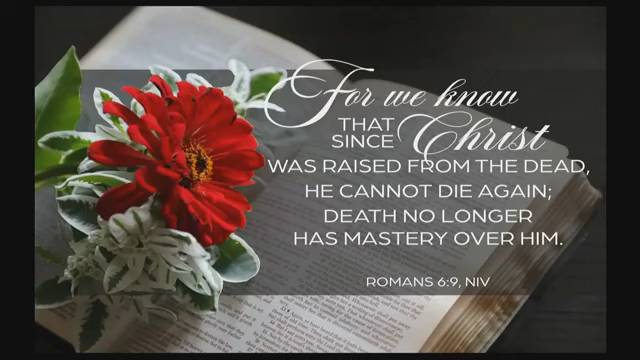 For we know
THAT
SINCE Christ
WAS RAISED FROM THE DEAD,
HE CANNOT DIE AGAIN;
DEATH NO LONGER
HAS MASTERY OVER HIM.
ROMANS 6:9, NIV